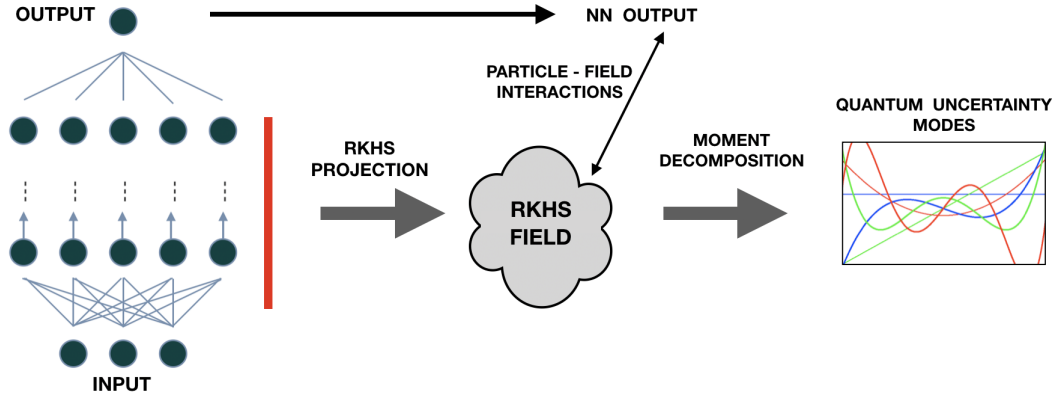 OUTPUT
NN OUTPUT
PARTICLE - FIELD
INTERACTIONS
QUANTUM UNCERTAINTY
MODES
RKHS
PROJECTION
MOMENT
DECOMPOSITION
RKHS
FIELD
INPUT